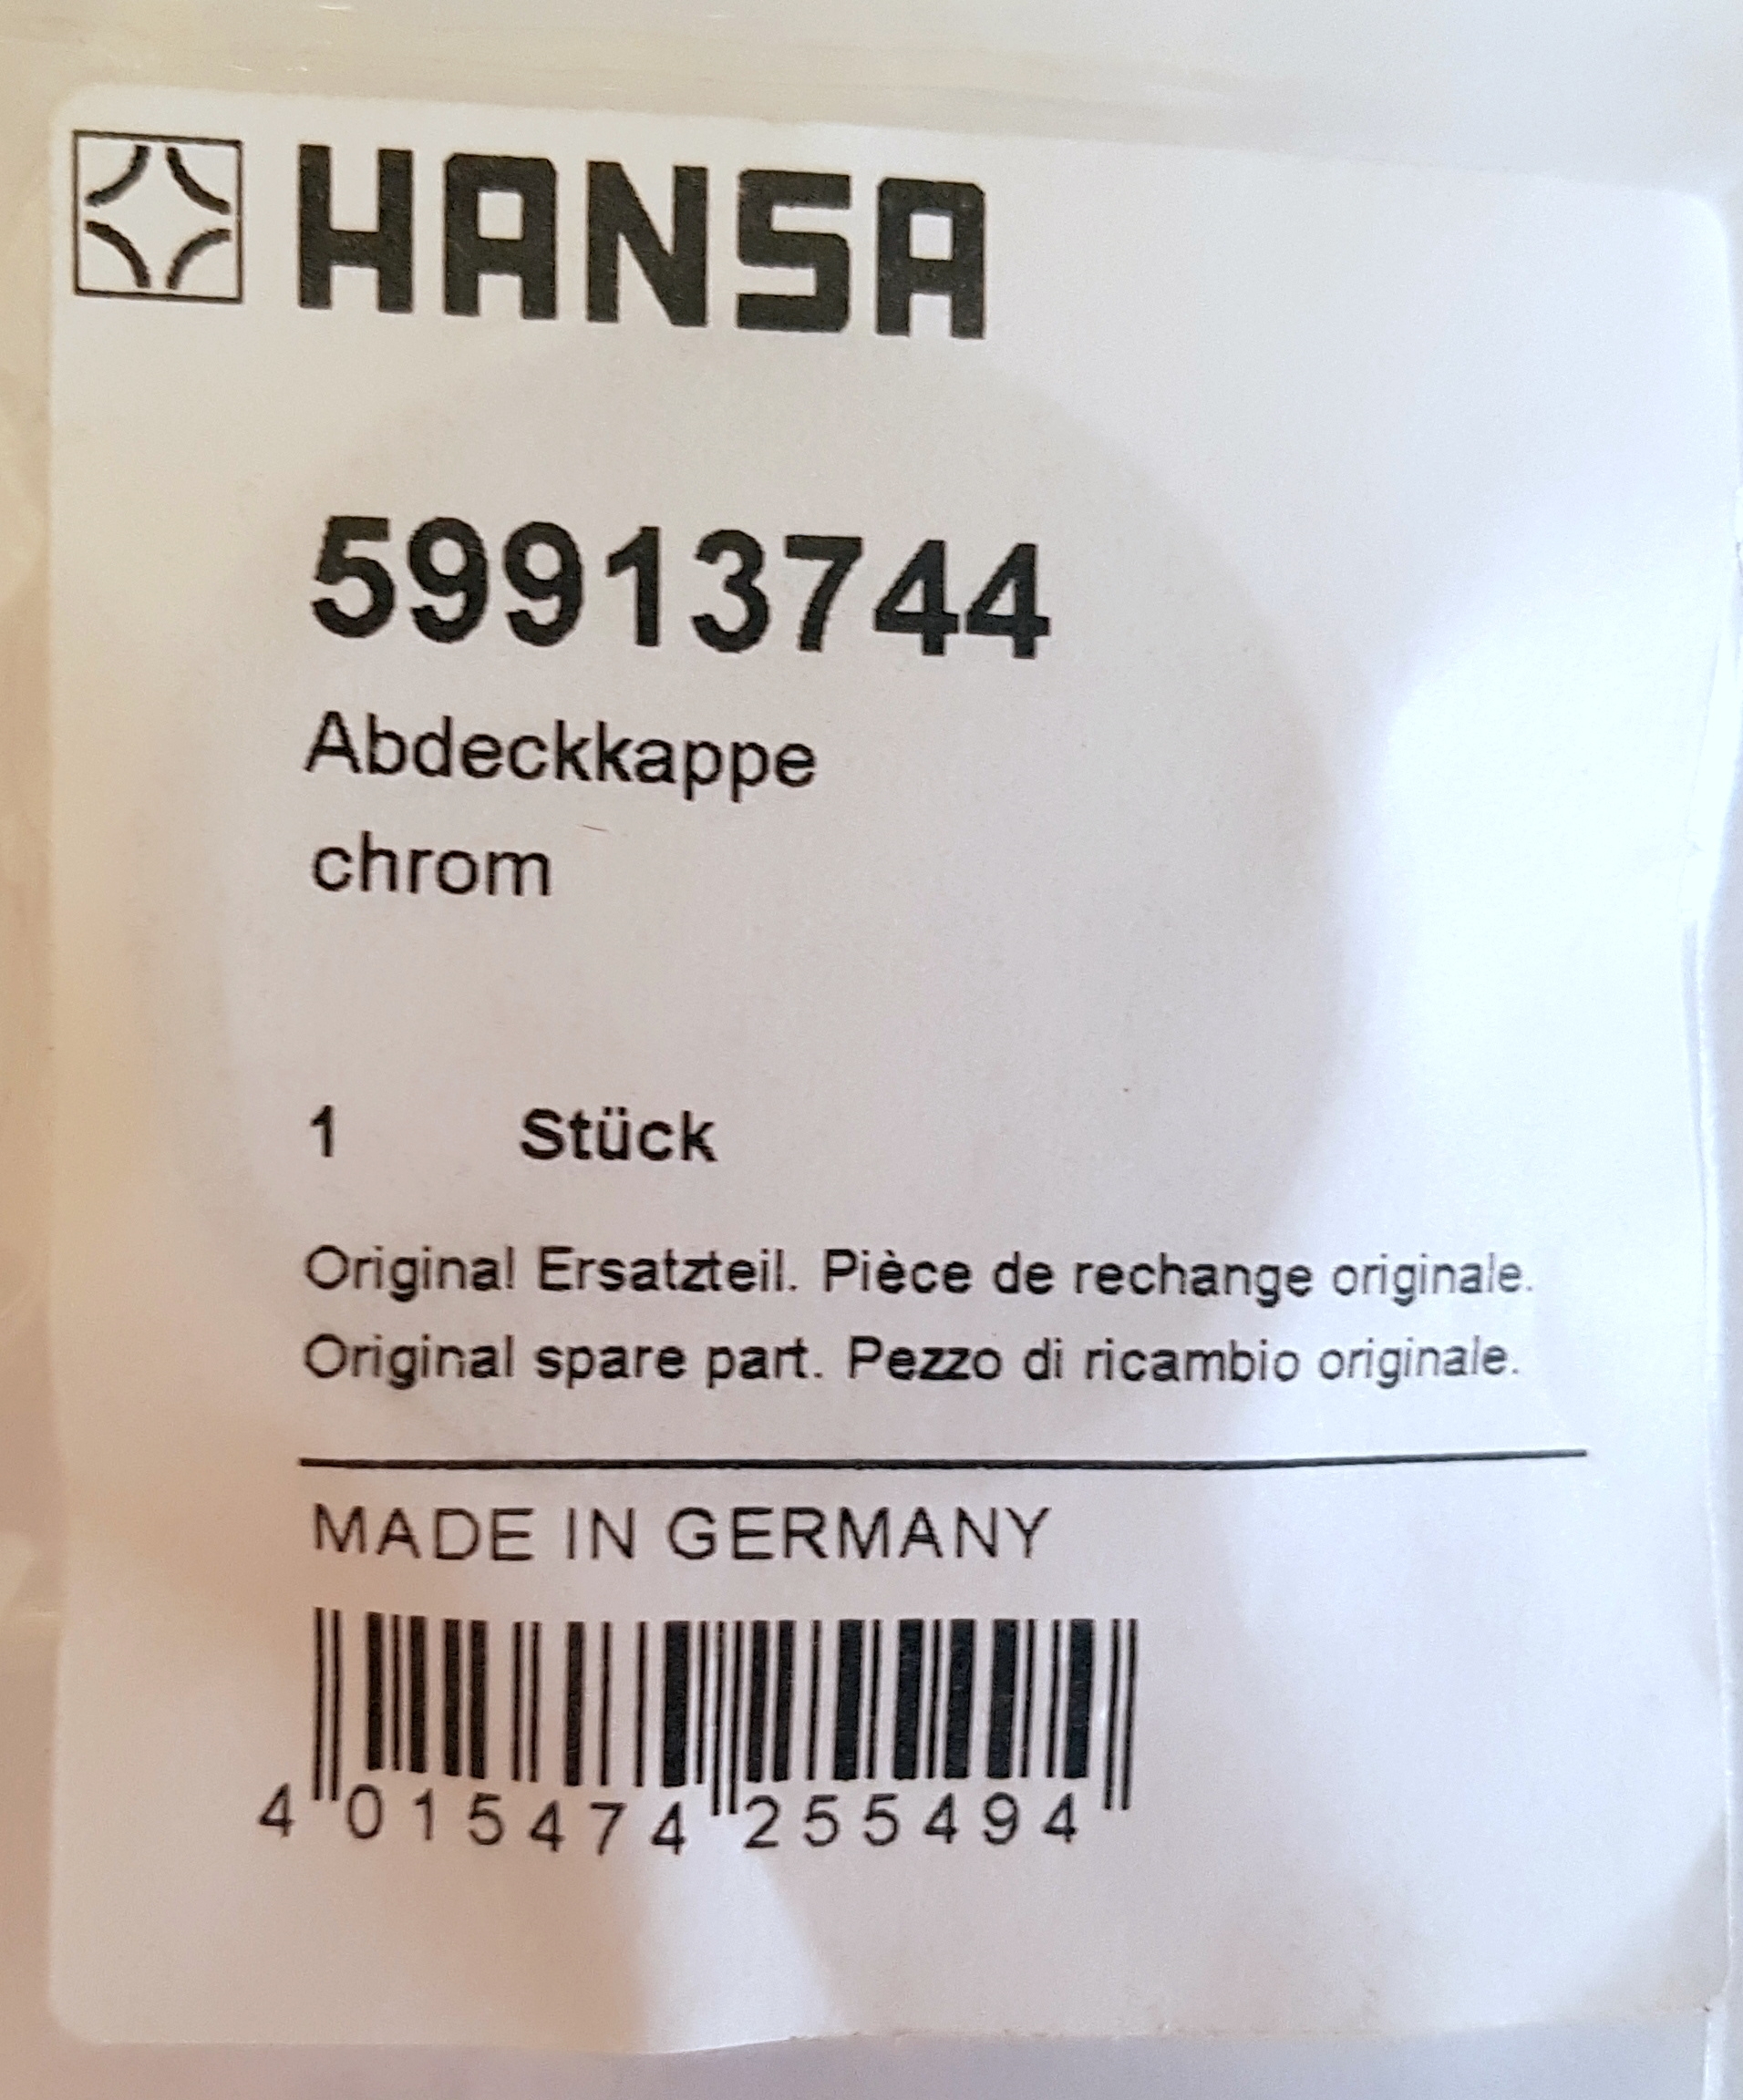 HANSA
59913744
Abdeckkappe
chrom
1 Stück
Original Ersatzteil. Pièce de rechange originale.
Original spare part. Pezzo di ricambio originale.
MADE IN GERMANY
4 015474 255494